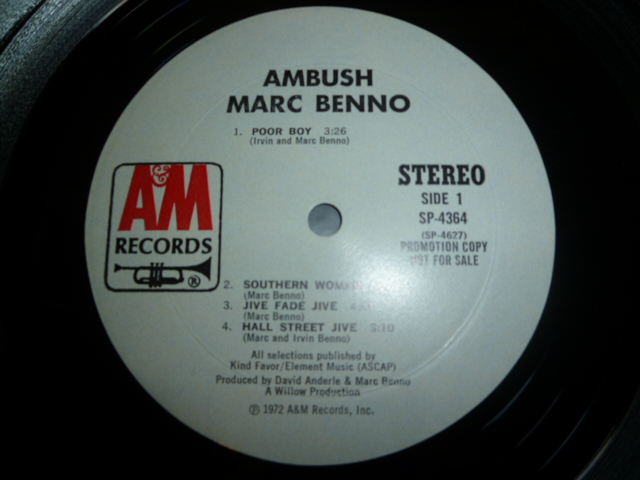 AMBUSH
MARC BENNO
1. POOR BOY 3:26
(Irvin and Marc Benno)
A&M
RECORDS
®
STEREO
SIDE 1
SP-4364
(SP-4627)
PROMOTION COPY
NOT FOR SALE
2. SOUTHERN
(Marc Benno)
3. JIVE FADE JIVE
(Marc Benno)
4. HALL STREET JIVE 5:10
(Marc and Irvin Benno)
All selections published by
Kind Favor/Element Music (ASCAP)
Produced by David Anderle & Marc Benno
A Willow Production
Ⓟ 1972 A&M Records, Inc.